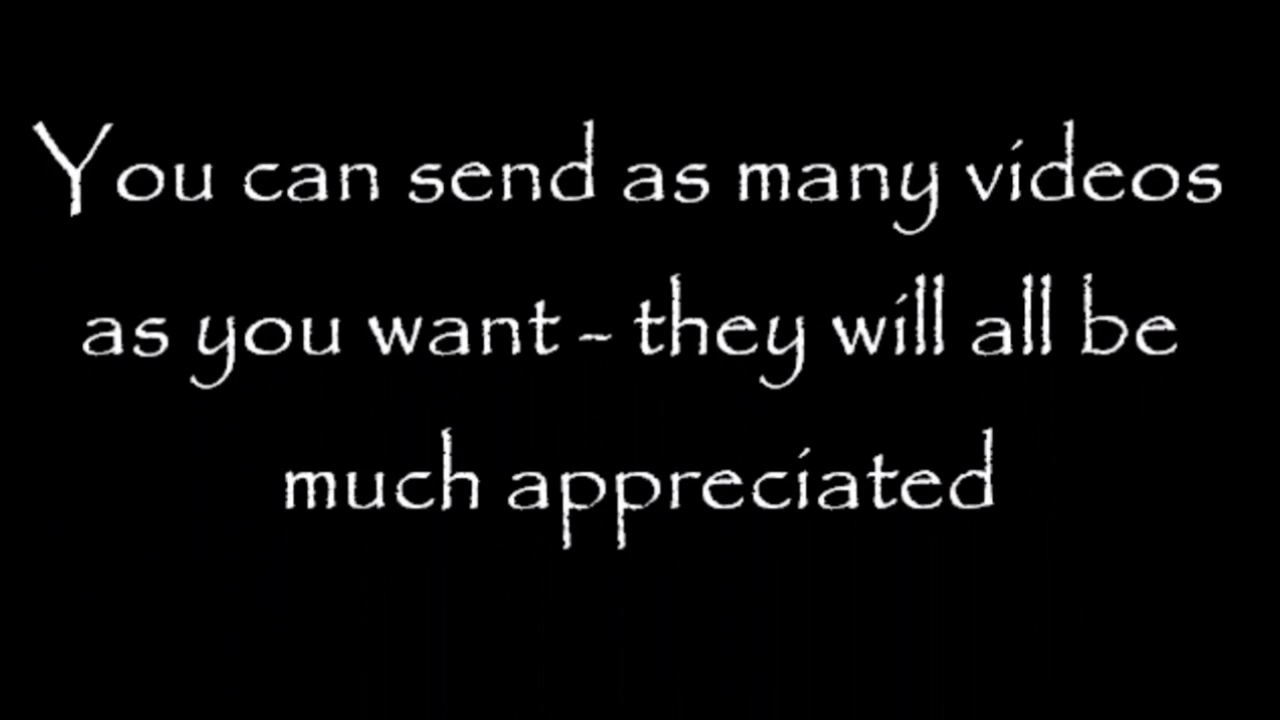 You can send as many videos
as you want - they will all be
much appreciated